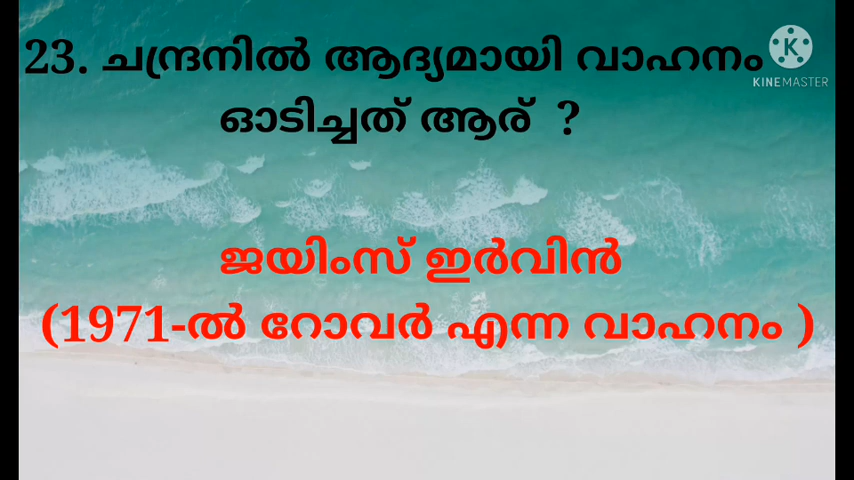 23. ചന്ദ്രനിൽ ആദ്യമായി വാഹനം
ഓടിച്ചത് ആര് ?
ജയിംസ് ഇർവിൻ
(1971-ൽ റോവർ എന്ന വാഹനം )
K
KINEMASTER